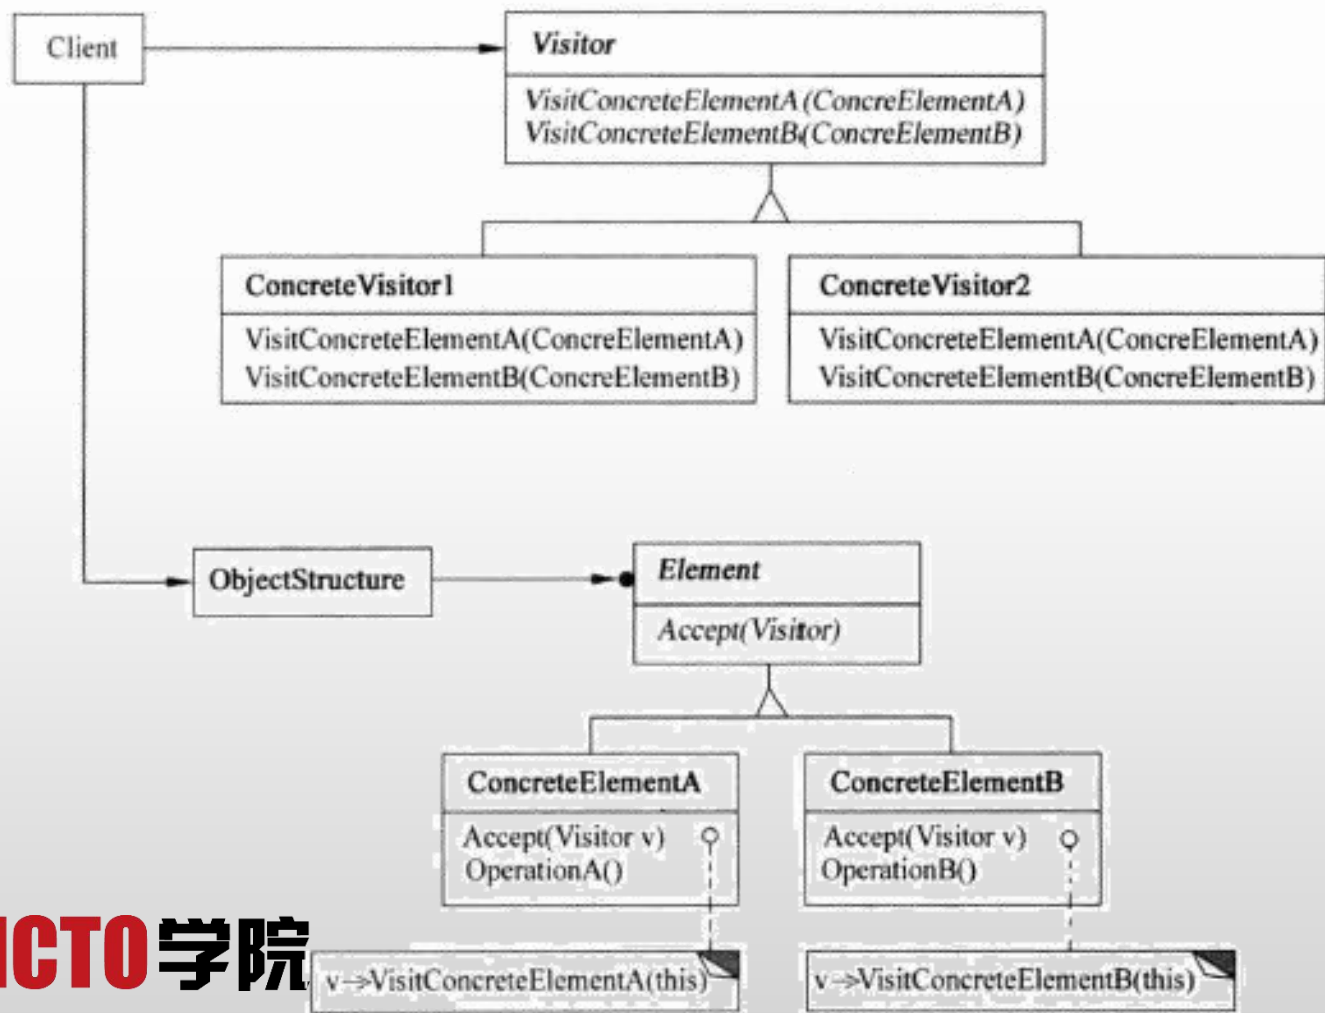 Client
Visitor
VisitConcreteElementA(ConcreElementA)
VisitConcreteElementB(ConcreElementB)
ConcreteVisitor1
VisitConcreteElementA(ConcreElementA)
VisitConcreteElementB(ConcreElementB)
ConcreteVisitor2
VisitConcreteElementA(ConcreElementA)
VisitConcreteElementB(ConcreElementB)
ObjectStructure
Element
Accept(Visitor)
ConcreteElementA
Accept(Visitor v)
OperationA()
ConcreteElementB
Accept(Visitor v)
OperationB()
v->VisitConcreteElementA(this)
v->VisitConcreteElementB(this)
CTO学院